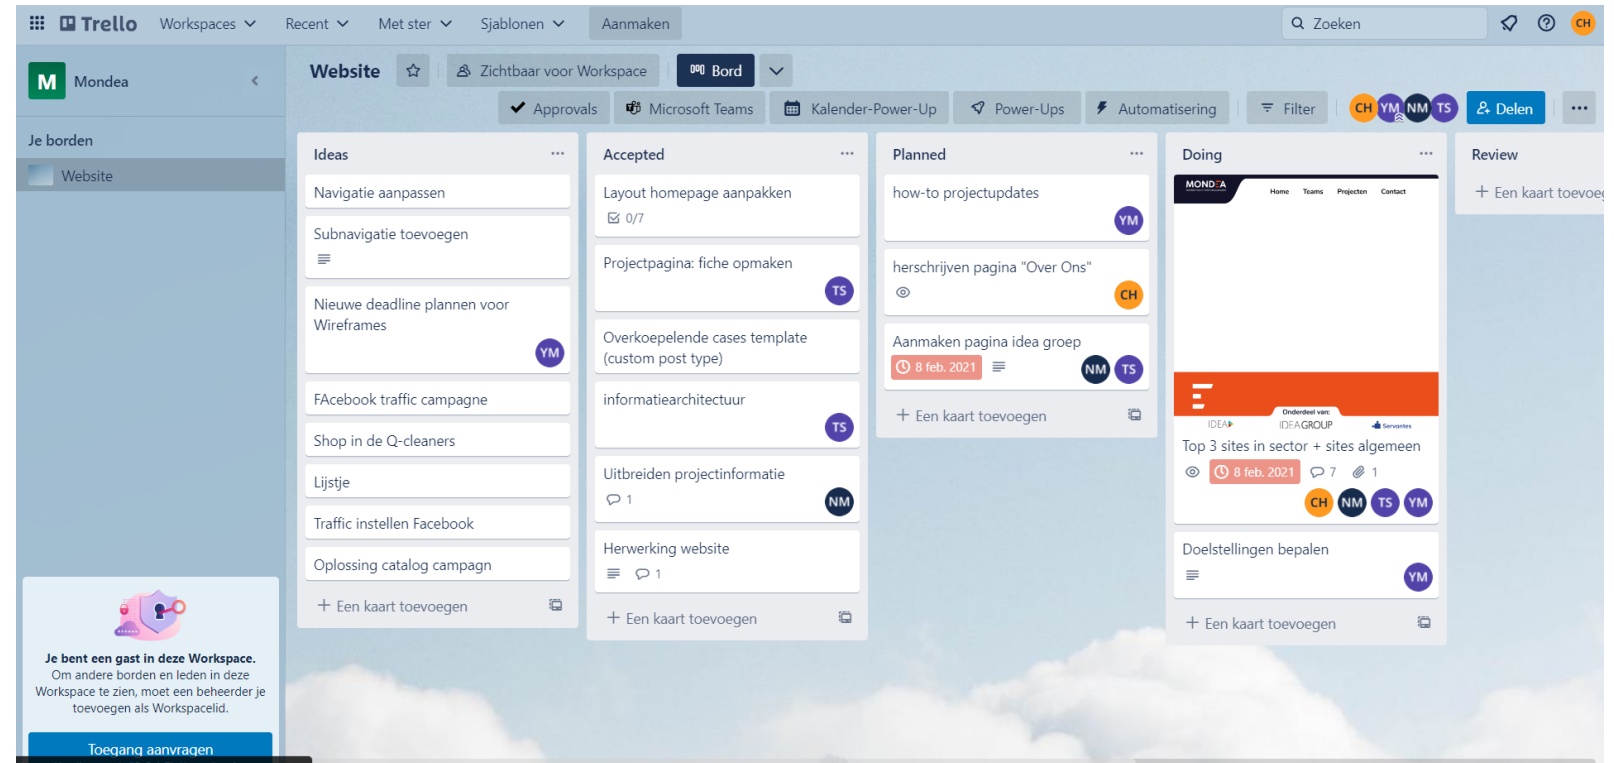 Trello Workspaces Recent Met ster Sjablonen Aanmaken Zoeken CH
M Mondea
Je borden
Website
Je bent een gast in deze Workspace.
Om andere borden en leden in deze
Workspace te zien, moet een beheerder je
toevoegen als Workspacelid.
Toegang aanvragen
Website Zichtbaar voor Workspace Bord
Approvals Microsoft Teams Kalender-Power-Up Power-Ups Automatisering Filter CH YM NM TS Delen
Ideas
Navigatie aanpassen
Subnavigatie toevoegen
Nieuwe deadline plannen voor
Wireframes
YM
FAcebook traffic campagne
Shop in de Q-cleaners
Lijstje
Traffic instellen Facebook
Oplossing catalog campagn
+ Een kaart toevoegen
Accepted
Layout homepage aanpakken
0/7
Projectpagina: fiche opmaken
TS
Overkoepelende cases template
(custom post type)
informatiearchitectuur
TS
Uitbreiden projectinformatie
1
NM
Herwerking website
1
+ Een kaart toevoegen
Planned
how-to projectupdates
YM
herschrijven pagina "Over Ons"
CH
Aanmaken pagina idea groep
8 feb. 2021
NM TS
+ Een kaart toevoegen
Doing
MONDEA Home Teams Projecten Contact
Onderdeel van:
IDEA IDEAGROUP Servantes
Top 3 sites in sector + sites algemeen
8 feb. 2021 7 1
CH NM TS YM
Doelstellingen bepalen
YM
+ Een kaart toevoegen
Review
+ Een kaart toevoeg